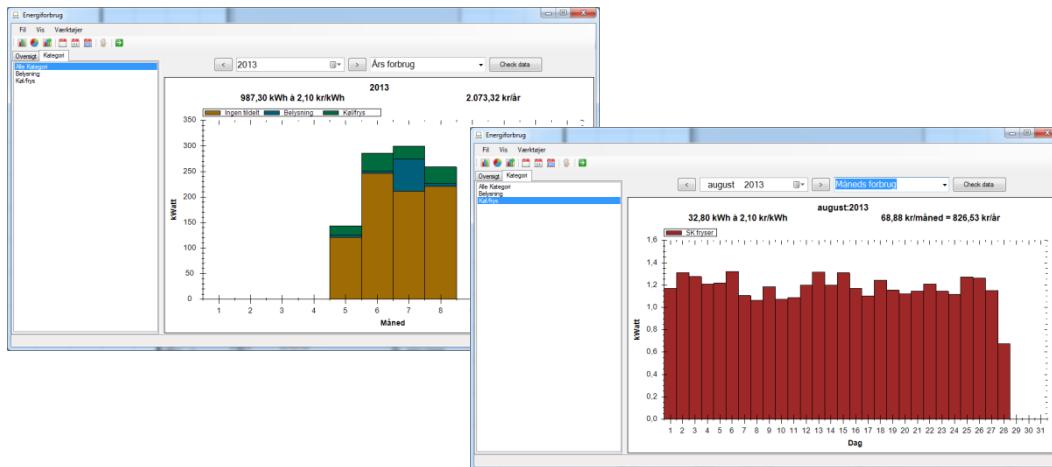 Energiforbrug
Fil Vis Værktøjer
Oversigt Kategori
Alle Kategori
Belysning
Køl/frys
< 2013 > Års forbrug Check data
2013
987,30 kWh à 2,10 kr/kWh 2.073,32 kr/år
Ingen tildelt Belysning Køl/frys
350
300
250
200
150
100
50
0
kWatt
1 2 3 4 5 6 7 8
Måned
Energiforbrug
Fil Vis Værktøjer
Oversigt Kategori
Alle Kategori
Belysning
Køl/frys
< august 2013 > Måneds forbrug Check data
august:2013
32,80 kWh à 2,10 kr/kWh 68,88 kr/måned = 826,53 kr/år
SK fryser
1,6
1,4
1,2
1,0
0,8
0,6
0,4
0,2
0,0
kWatt
1 2 3 4 5 6 7 8 9 10 11 12 13 14 15 16 17 18 19 20 21 22 23 24 25 26 27 28 29 30 31
Dag